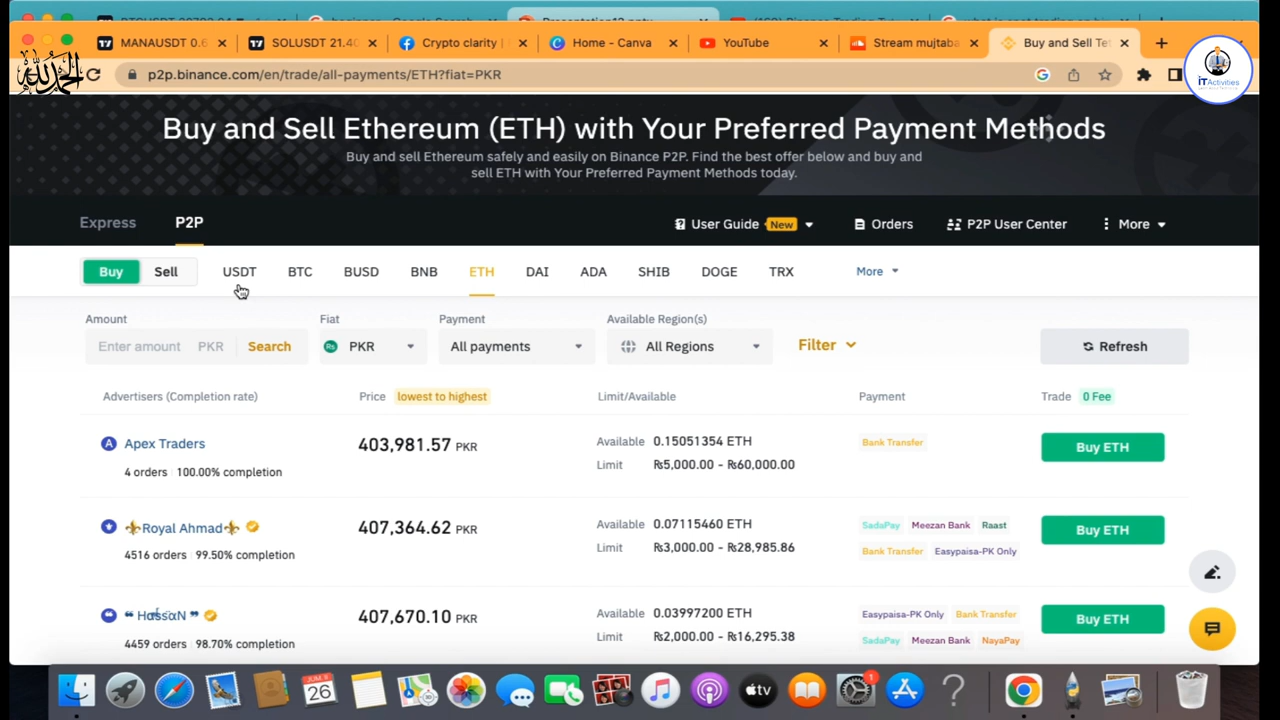 MANAUSDT 0.6
SOLUSDT 21.40
Crypto clarity |
Home - Canva
YouTube
Stream mujtaba
Buy and Sell Tet
الحمد لله
p2p.binance.com/en/trade/all-payments/ETH?fiat=PKR
iTActivities
Buy and Sell Ethereum (ETH) with Your Preferred Payment Methods
Buy and sell Ethereum safely and easily on Binance P2P. Find the best offer below and buy and
sell ETH with Your Preferred Payment Methods today.
Express P2P User Guide New Orders P2P User Center More
Buy Sell USDT BTC BUSD BNB ETH DAI ADA SHIB DOGE TRX More
Amount Fiat Payment Available Region(s)
Enter amount PKR Search PKR All payments All Regions Filter Refresh
Advertisers (Completion rate) Price lowest to highest Limit/Available Payment Trade 0 Fee
A Apex Traders 403,981.57 PKR Available 0.15051354 ETH Bank Transfer Buy ETH
4 orders 100.00% completion Limit ₨5,000.00 - ₨60,000.00
⚜Royal Ahmad⚜ 407,364.62 PKR Available 0.07115460 ETH SadaPay Meezan Bank Raast Buy ETH
4516 orders 99.50% completion Limit ₨3,000.00 - ₨28,985.86 Bank Transfer Easypaisa-PK Only
407,670.10 PKR Available 0.03997200 ETH Easypaisa-PK Only Bank Transfer Buy ETH
4459 orders 98.70% completion Limit ₨2,000.00 - ₨16,295.38 SadaPay Meezan Bank NayaPay
26
tv
1